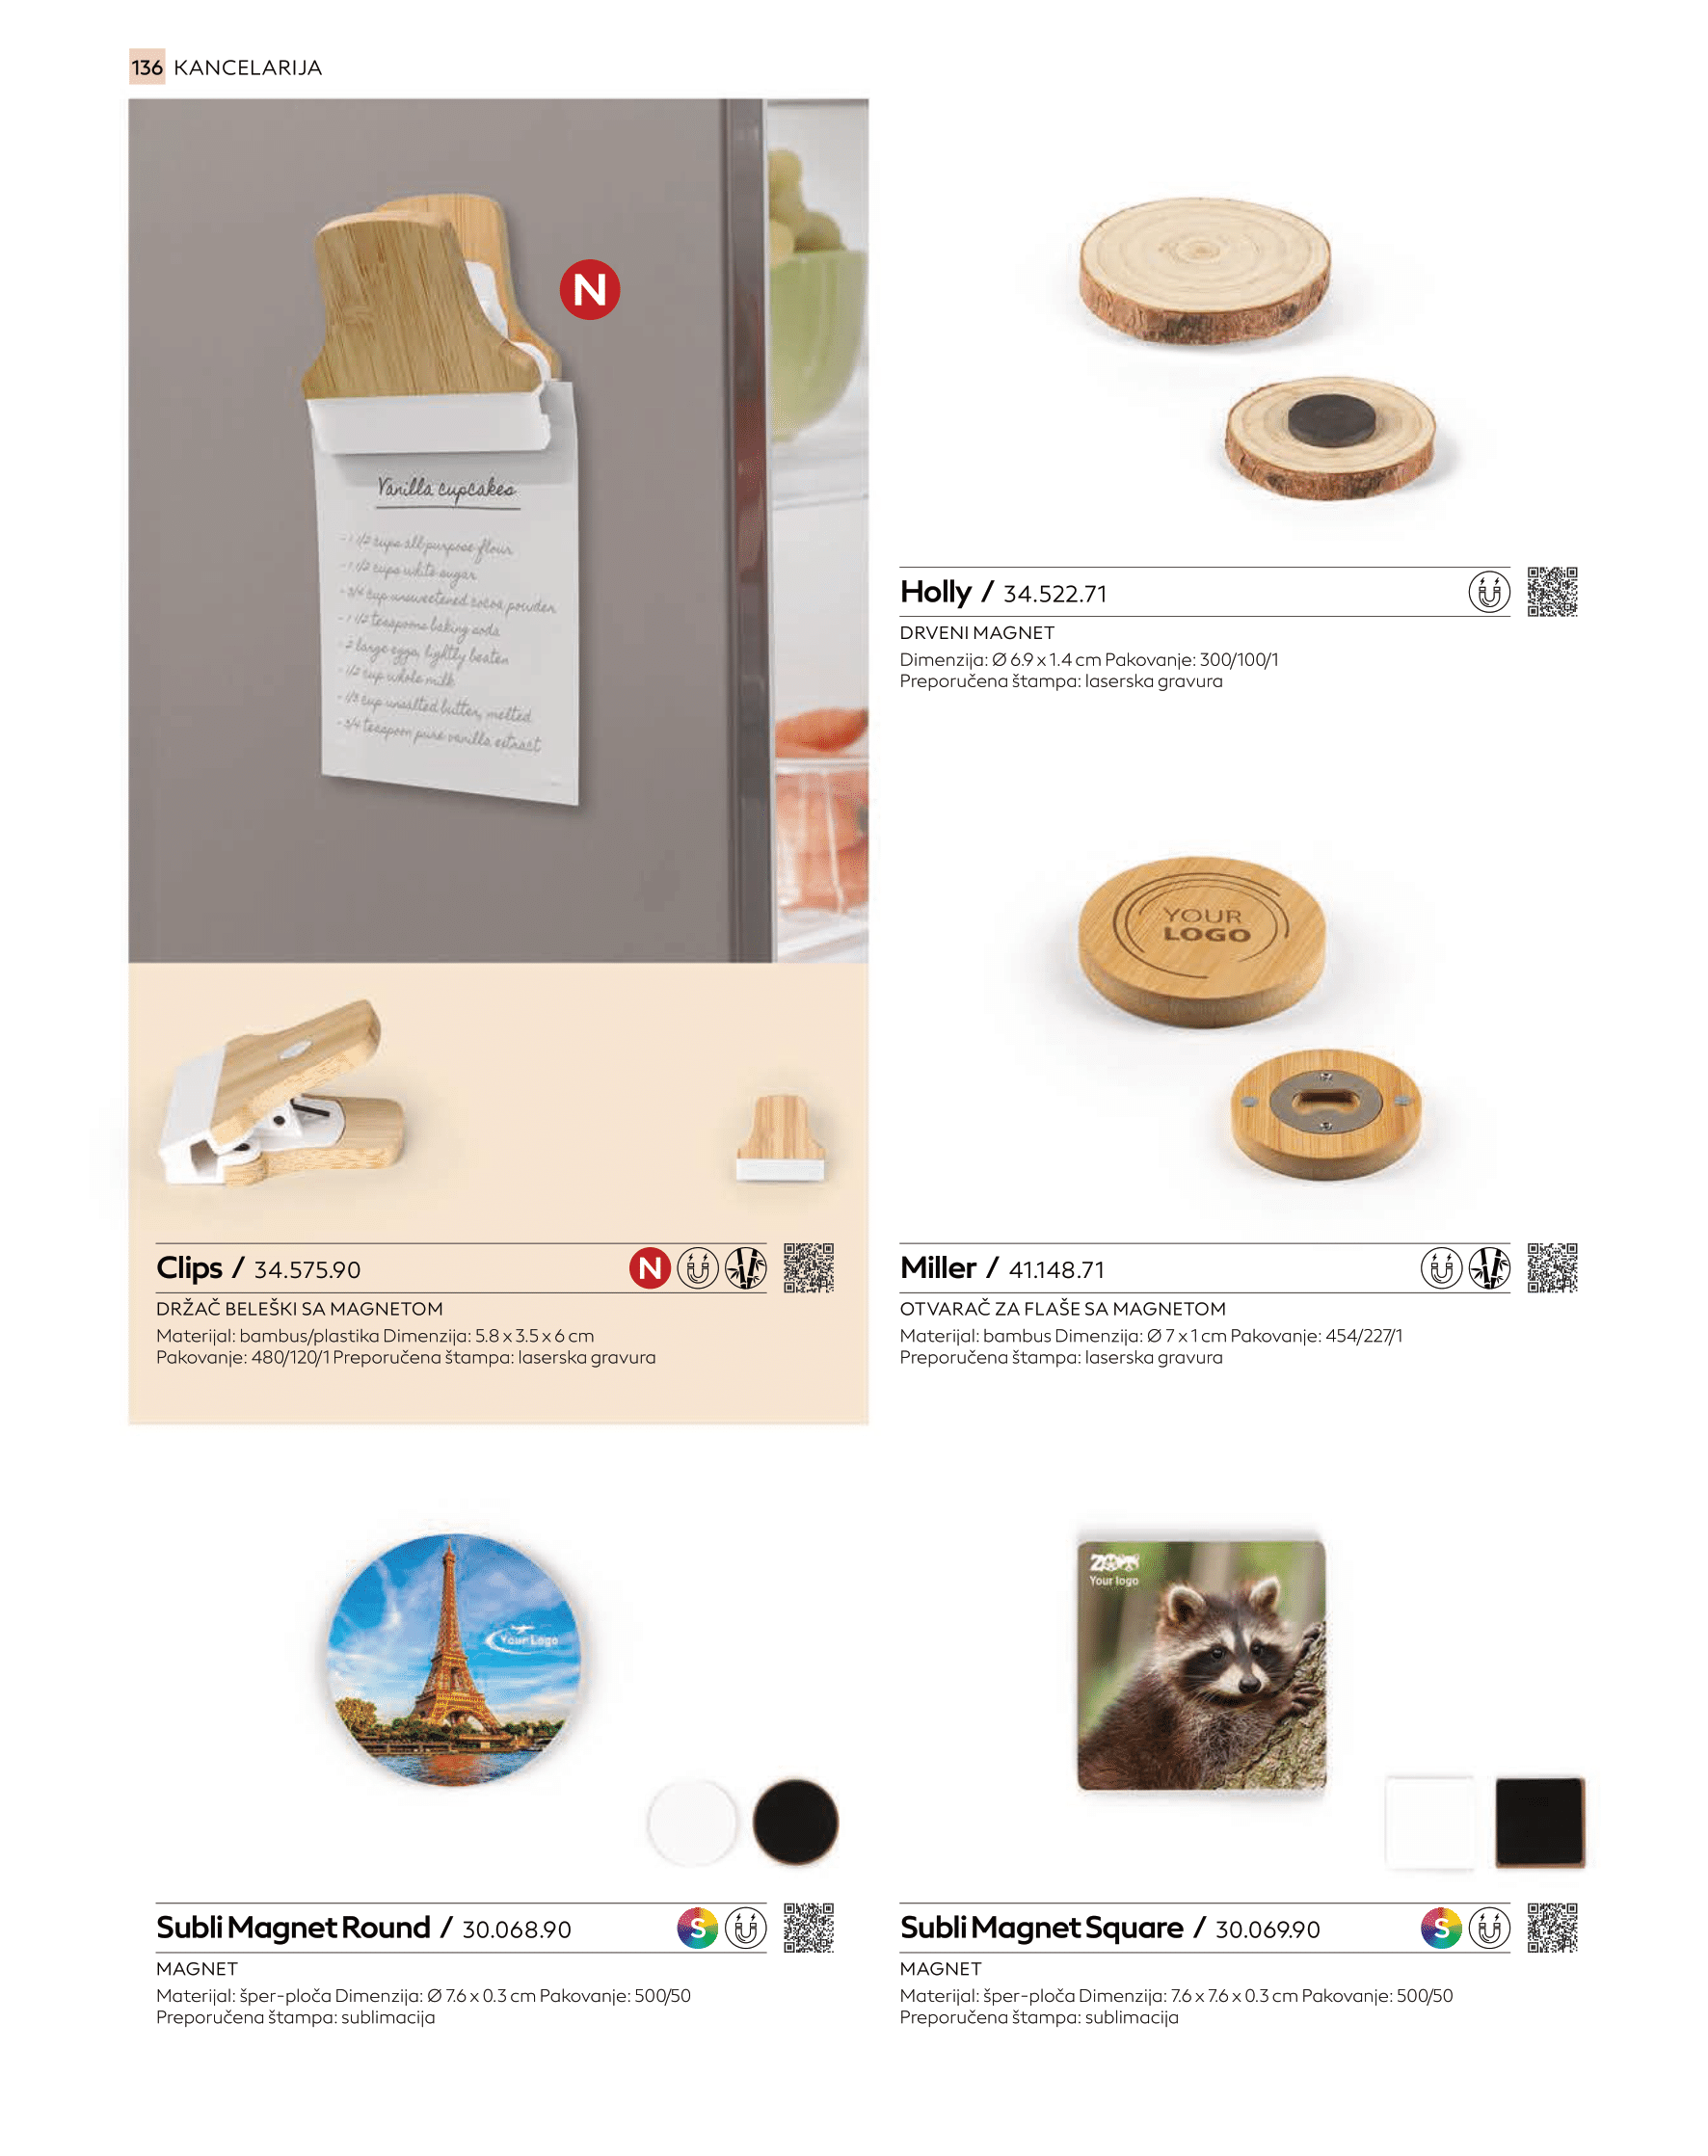 136 KANCELARIJA
N
Vanilla cupcakes
- 1 1/2 cups all purpose flour
- 1 1/2 cups white sugar
- 3/4 cup unsweetened cocoa powder
- 1 1/2 teaspoons baking soda
- 2 large eggs, lightly beaten
- 1/2 cup whole milk
- 1/3 cup unsalted butter, melted
- 3/4 teaspoon pure vanilla extract
Clips / 34.575.90 N
DRŽAČ BELEŠKI SA MAGNETOM
Materijal: bambus/plastika Dimenzija: 5.8 x 3.5 x 6 cm
Pakovanje: 480/120/1 Preporučena štampa: laserska gravura
Holly / 34.522.71
DRVENI MAGNET
Dimenzija: Ø 6.9 x 1.4 cm Pakovanje: 300/100/1
Preporučena štampa: laserska gravura
YOUR
LOGO
Miller / 41.148.71
OTVARAČ ZA FLAŠE SA MAGNETOM
Materijal: bambus Dimenzija: Ø 7 x 1 cm Pakovanje: 454/227/1
Preporučena štampa: laserska gravura
Your Logo
Subli Magnet Round / 30.068.90 S
MAGNET
Materijal: šper-ploča Dimenzija: Ø 7.6 x 0.3 cm Pakovanje: 500/50
Preporučena štampa: sublimacija
Your logo
Subli Magnet Square / 30.069.90 S
MAGNET
Materijal: šper-ploča Dimenzija: 7.6 x 7.6 x 0.3 cm Pakovanje: 500/50
Preporučena štampa: sublimacija